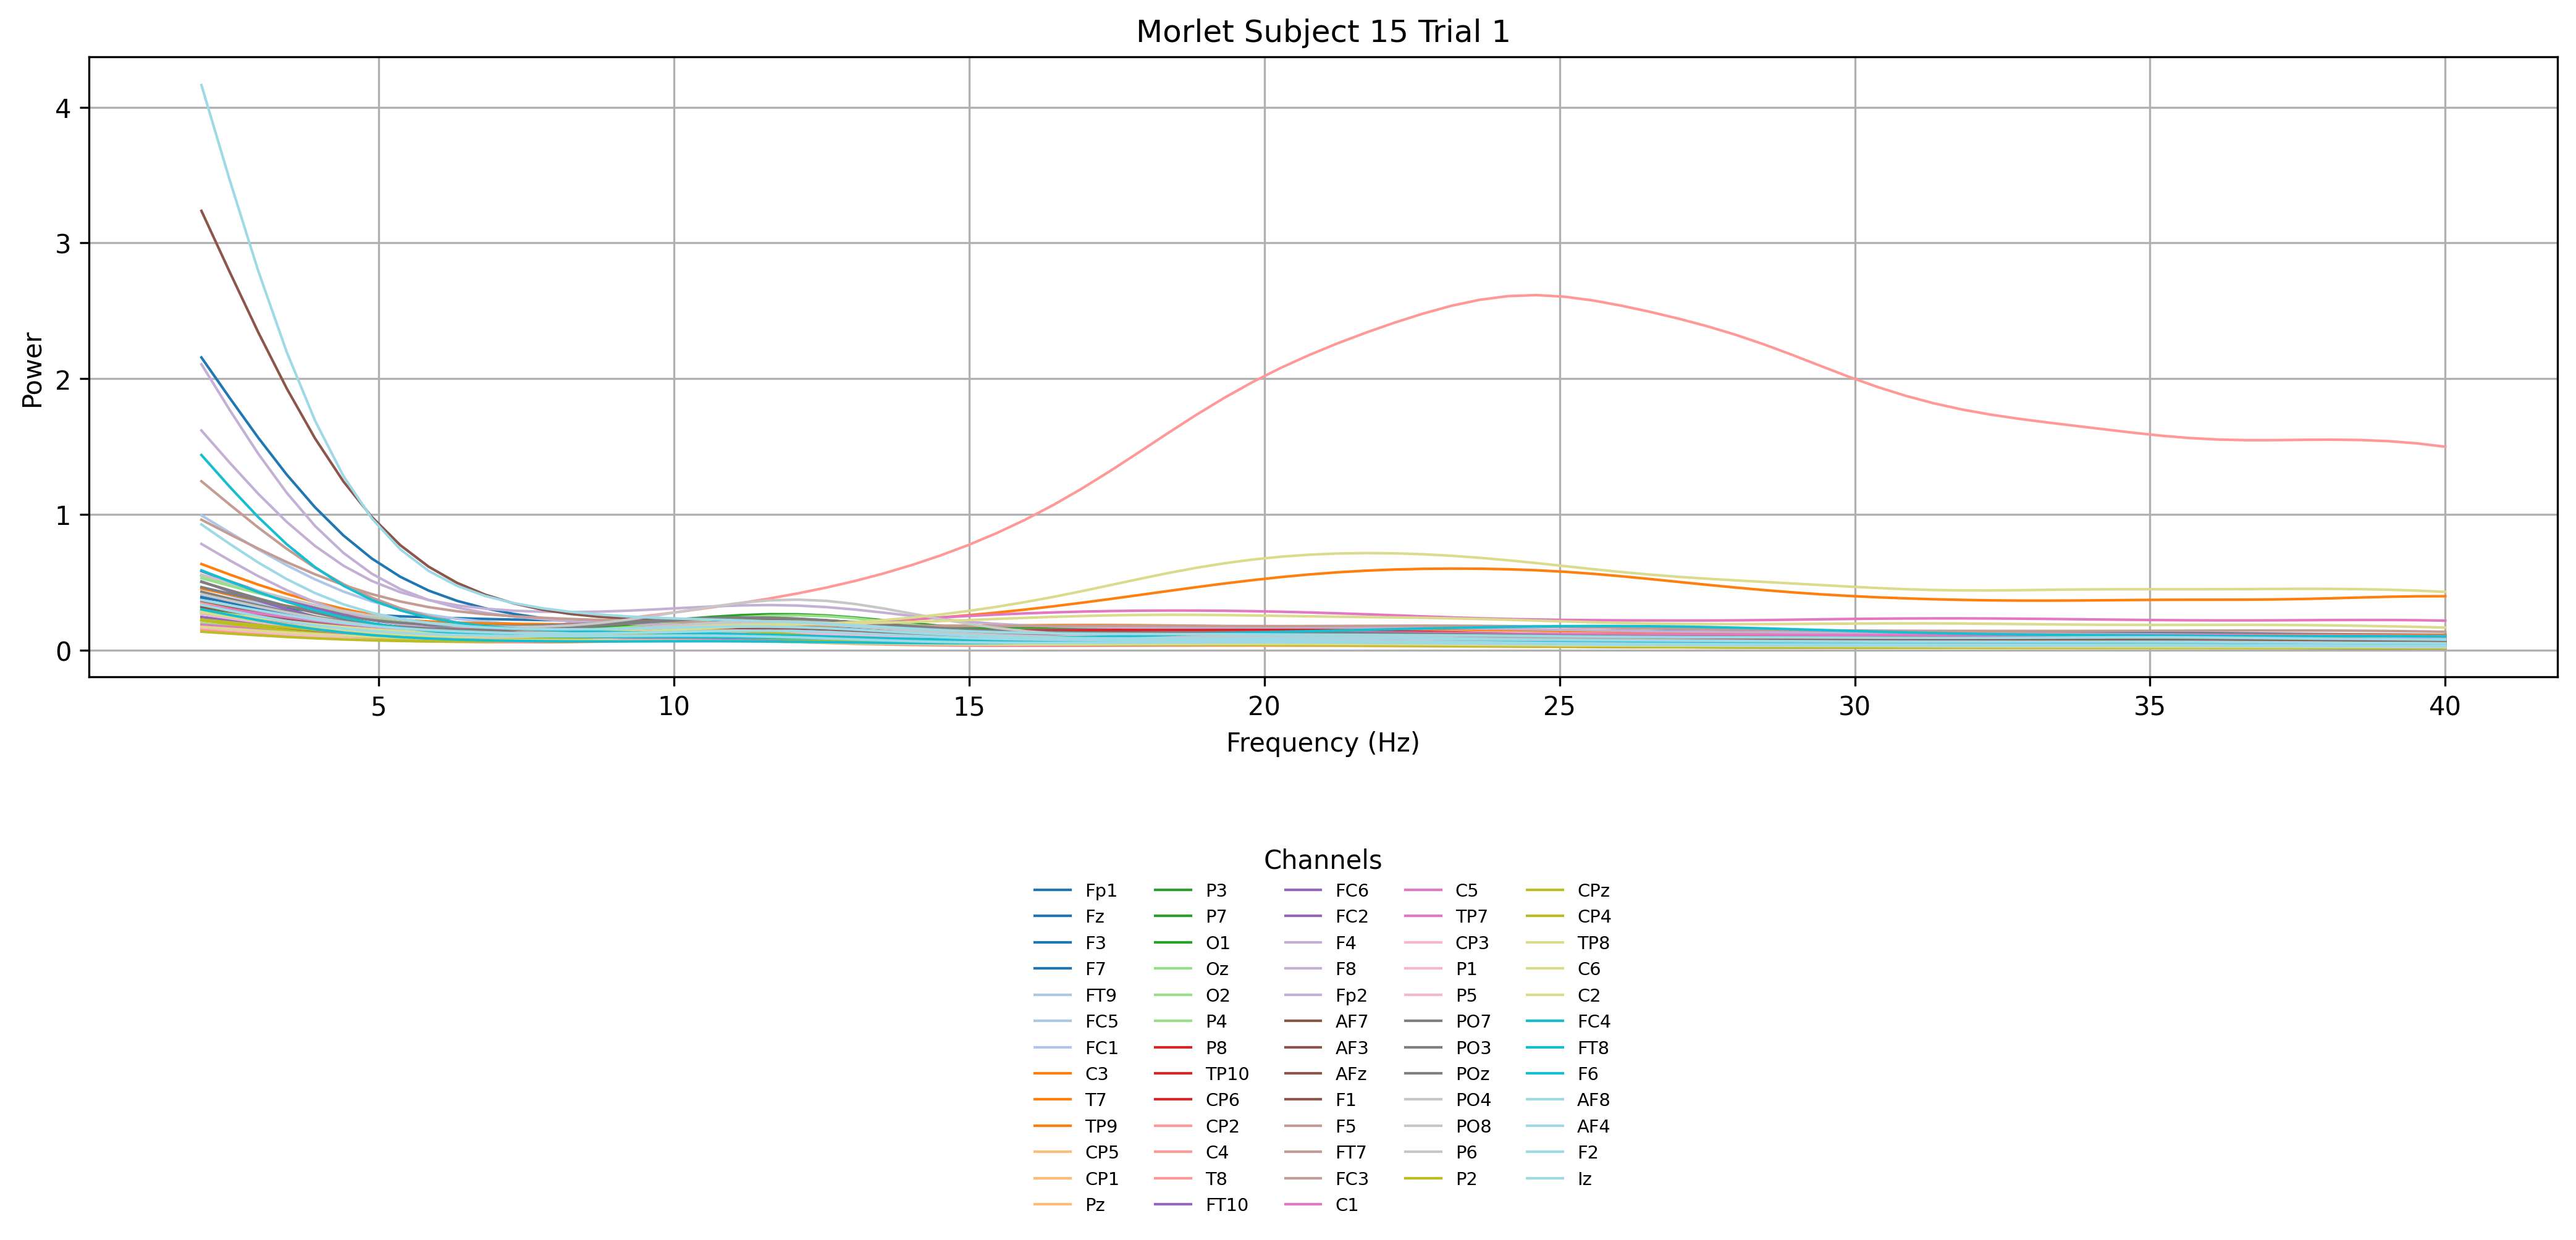 Morlet Subject 15 Trial 1
4
3
2
1
0
Power
5 10 15 20 25 30 35 40
Frequency (Hz)
Channels
Fp1 P3 FC6 C5 CPz
Fz P7 FC2 TP7 CP4
F3 O1 F4 CP3 TP8
F7 Oz F8 P1 C6
FT9 O2 Fp2 P5 C2
FC5 P4 AF7 PO7 FC4
FC1 P8 AF3 PO3 FT8
C3 TP10 AFz POz F6
T7 CP6 F1 PO4 AF8
TP9 CP2 F5 PO8 AF4
CP5 C4 FT7 P6 F2
CP1 T8 FC3 P2 Iz
Pz FT10 C1